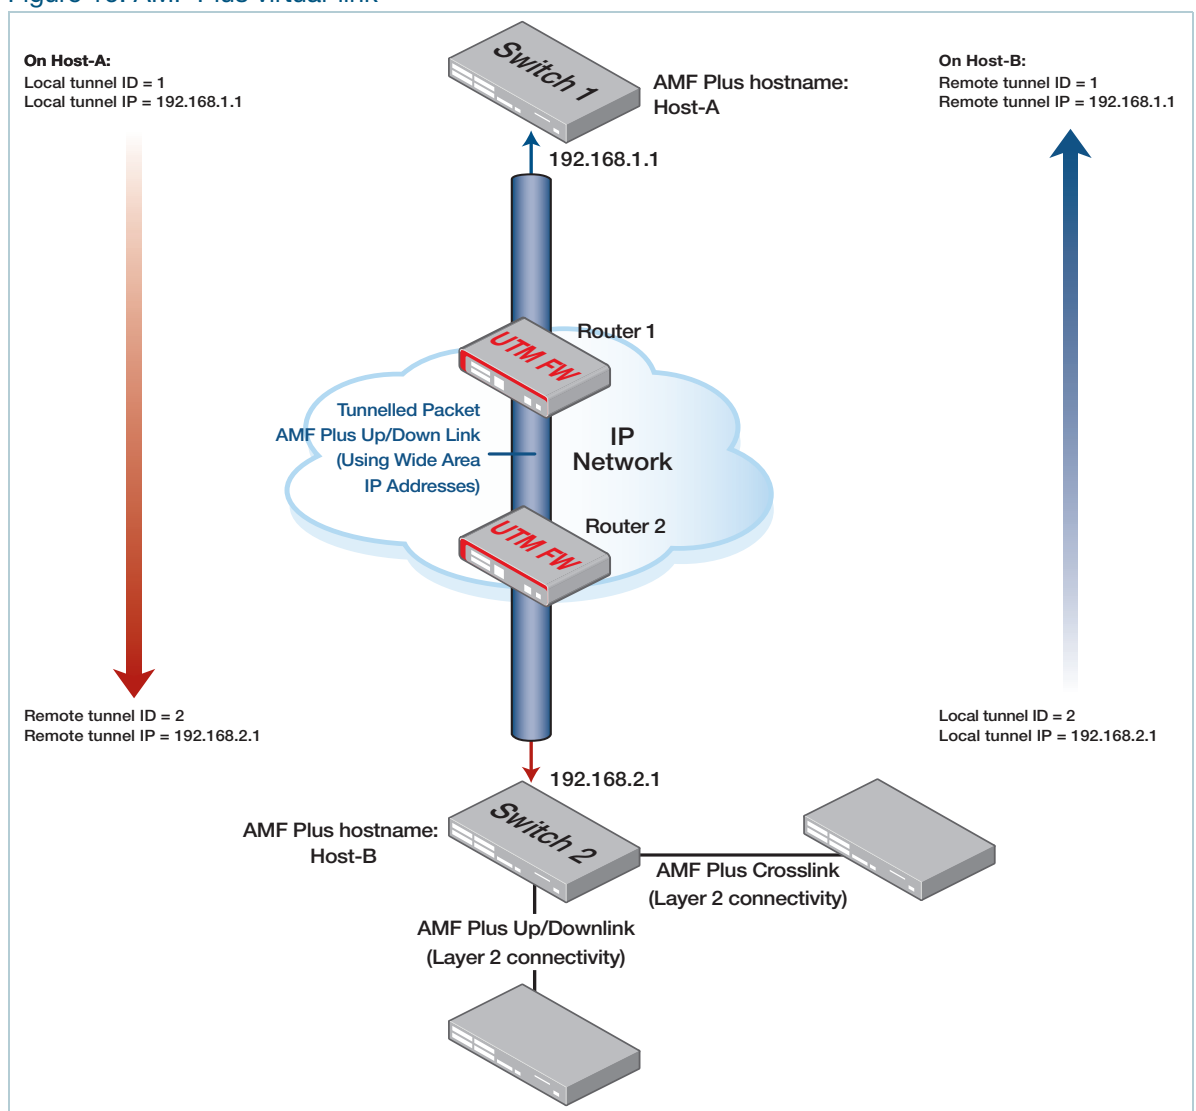 On Host-A:
Local tunnel ID = 1
Local tunnel IP = 192.168.1.1
Switch 1
AMF Plus hostname:
Host-A
On Host-B:
Remote tunnel ID = 1
Remote tunnel IP = 192.168.1.1
192.168.1.1
Router 1
UTM FW
Tunnelled Packet
AMF Plus Up/Down Link
(Using Wide Area
IP Addresses)
IP
Network
Router 2
UTM FW
Remote tunnel ID = 2
Remote tunnel IP = 192.168.2.1
Local tunnel ID = 2
Local tunnel IP = 192.168.2.1
192.168.2.1
AMF Plus hostname:
Host-B
Switch 2
AMF Plus Crosslink
(Layer 2 connectivity)
AMF Plus Up/Downlink
(Layer 2 connectivity)